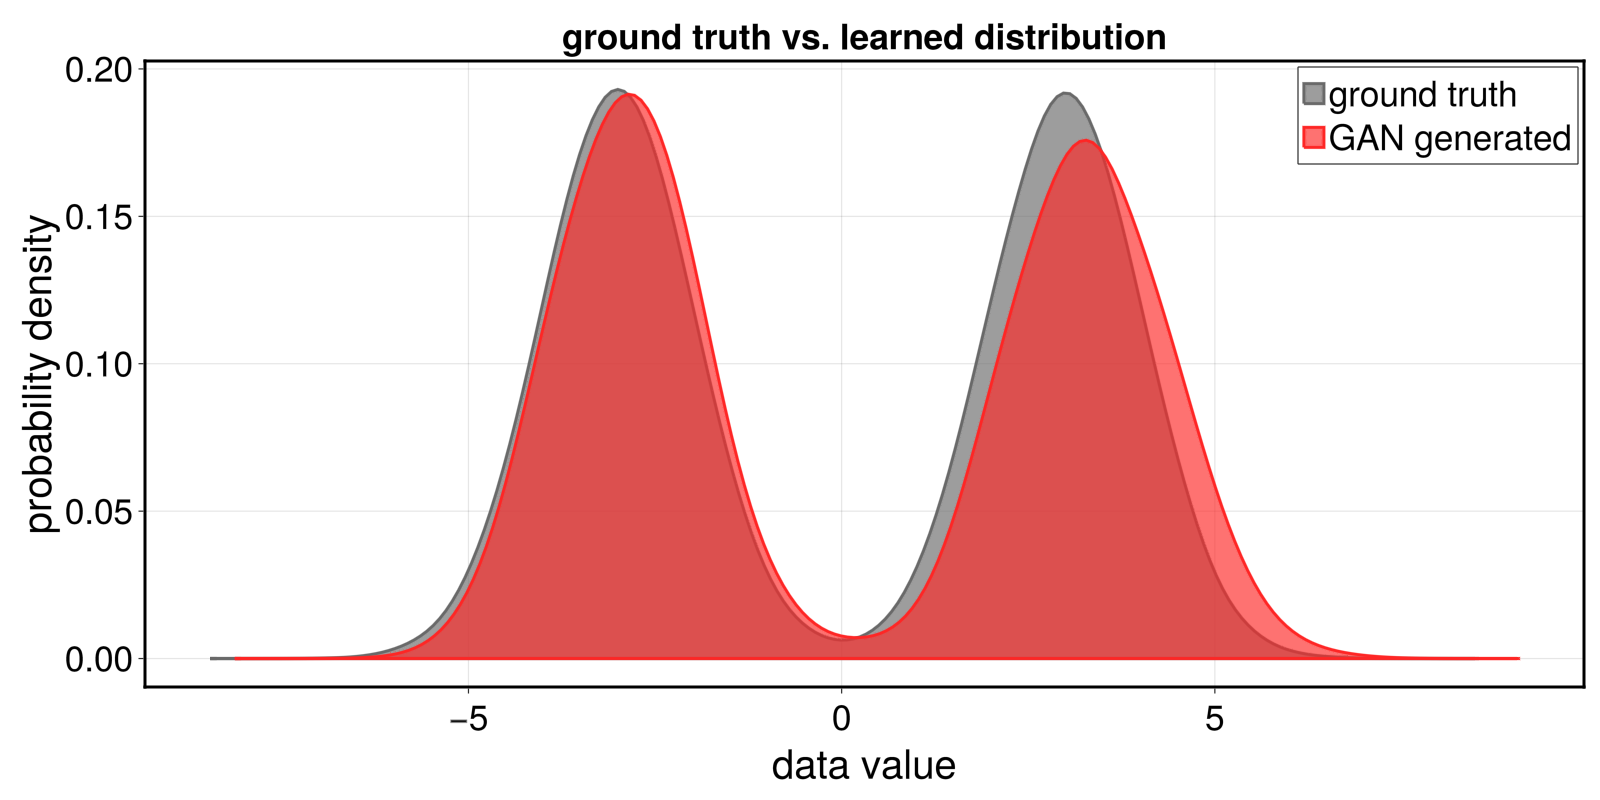 ground truth vs. learned distribution
ground truth
GAN generated
probability density
0.20
0.15
0.10
0.05
0.00
−5
0
5
data value